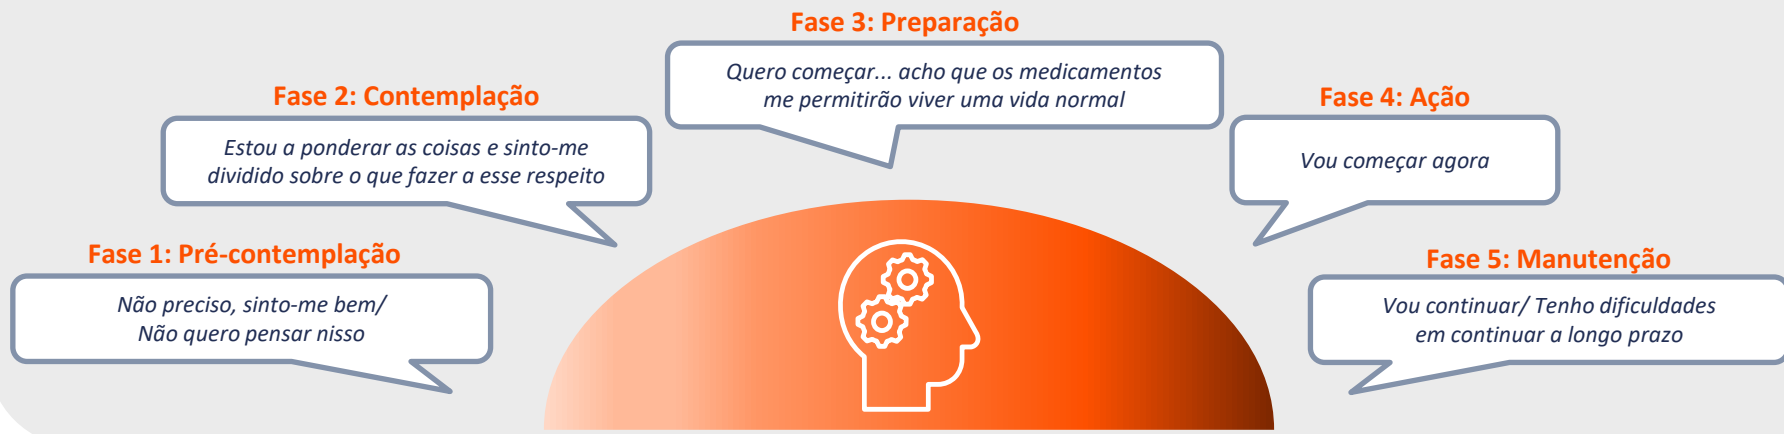 Fase 1: Pré-contemplação
Não preciso, sinto-me bem/
Não quero pensar nisso
Fase 2: Contemplação
Estou a ponderar as coisas e sinto-me
dividido sobre o que fazer a esse respeito
Fase 3: Preparação
Quero começar... acho que os medicamentos
me permitirão viver uma vida normal
Fase 4: Ação
Vou começar agora
Fase 5: Manutenção
Vou continuar/ Tenho dificuldades
em continuar a longo prazo